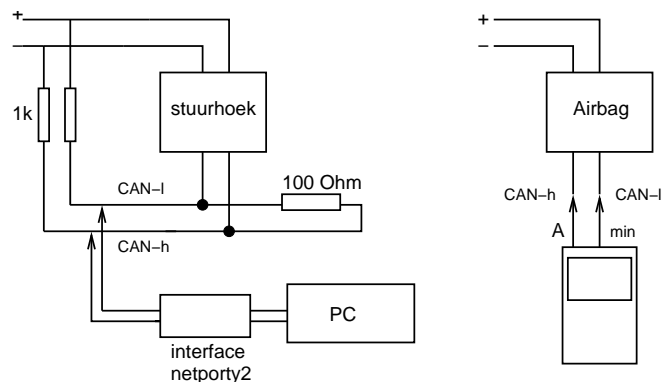 +
−
1k
stuurhoek
CAN−l
100 Ohm
CAN−h
PC
interface
netporty2
+
−
Airbag
CAN−h
CAN−l
A
min